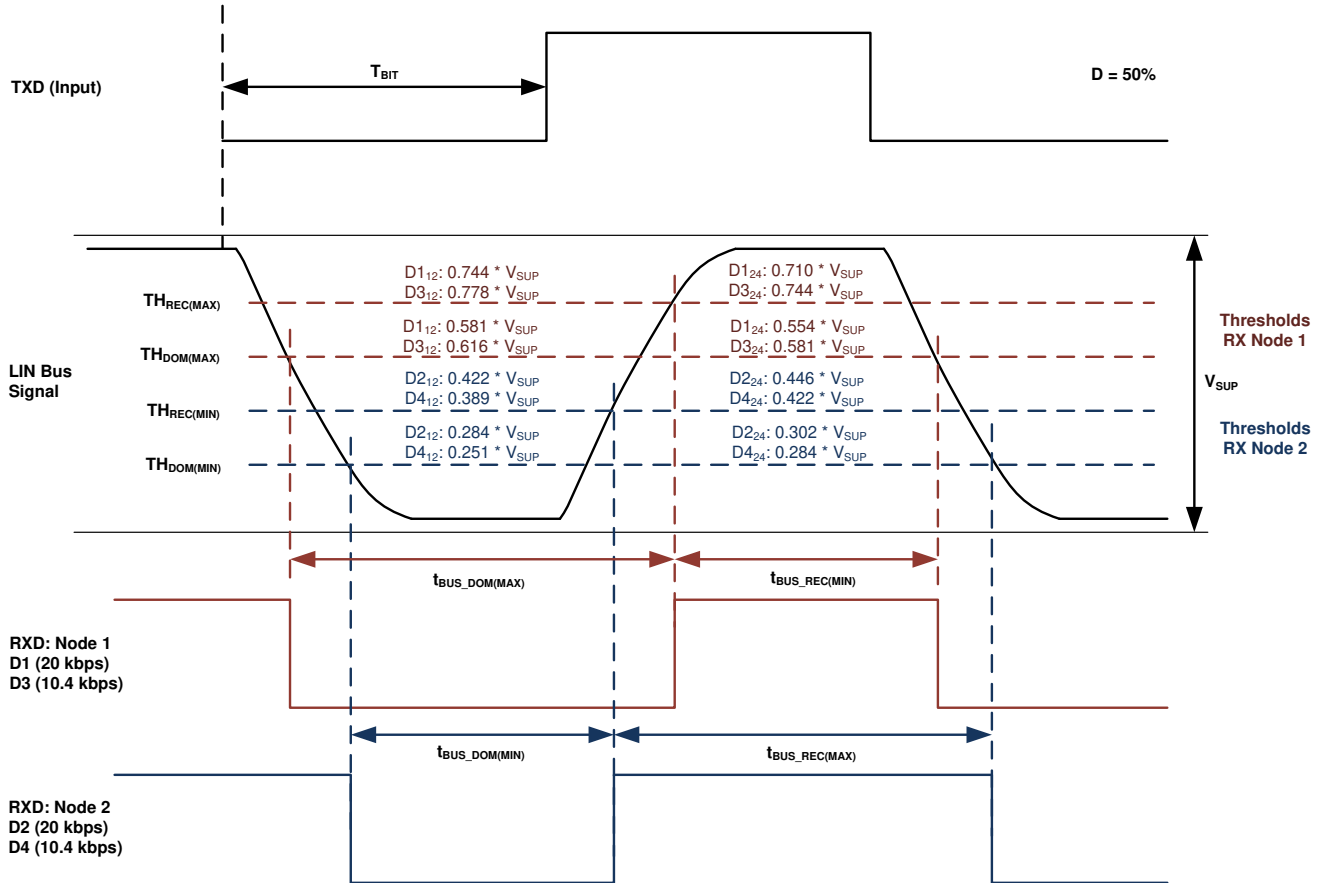 TXD (Input)
T_BIT
D = 50%
D1₁₂: 0.744 * V_SUP
D3₁₂: 0.778 * V_SUP
D1₂₄: 0.710 * V_SUP
D3₂₄: 0.744 * V_SUP
TH_REC(MAX)
D1₁₂: 0.581 * V_SUP
D3₁₂: 0.616 * V_SUP
D1₂₄: 0.554 * V_SUP
D3₂₄: 0.581 * V_SUP
TH_DOM(MAX)
Thresholds
RX Node 1
LIN Bus
Signal
V_SUP
D2₁₂: 0.422 * V_SUP
D4₁₂: 0.389 * V_SUP
D2₂₄: 0.446 * V_SUP
D4₂₄: 0.422 * V_SUP
TH_REC(MIN)
D2₁₂: 0.284 * V_SUP
D4₁₂: 0.251 * V_SUP
D2₂₄: 0.302 * V_SUP
D4₂₄: 0.284 * V_SUP
TH_DOM(MIN)
Thresholds
RX Node 2
t_BUS_DOM(MAX)
t_BUS_REC(MIN)
RXD: Node 1
D1 (20 kbps)
D3 (10.4 kbps)
t_BUS_DOM(MIN)
t_BUS_REC(MAX)
RXD: Node 2
D2 (20 kbps)
D4 (10.4 kbps)